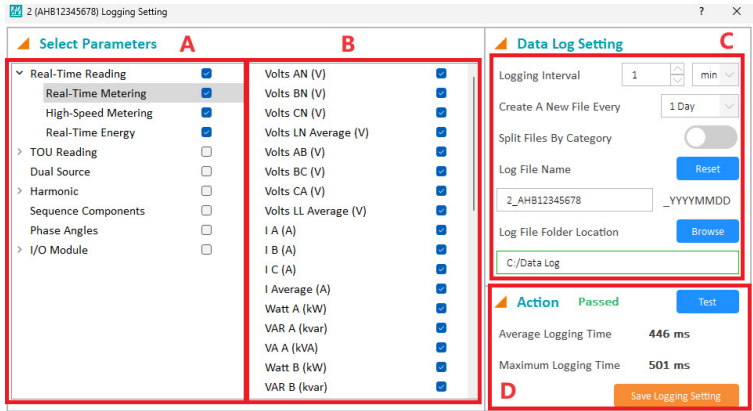 2 (AHB12345678) Logging Setting ? X
Select Parameters A
Real-Time Reading
Real-Time Metering
High-Speed Metering
Real-Time Energy
TOU Reading
Dual Source
Harmonic
Sequence Components
Phase Angles
I/O Module
B
Volts AN (V)
Volts BN (V)
Volts CN (V)
Volts LN Average (V)
Volts AB (V)
Volts BC (V)
Volts CA (V)
Volts LL Average (V)
I A (A)
I B (A)
I C (A)
I Average (A)
Watt A (kW)
VAR A (kvar)
VA A (kVA)
Watt B (kW)
VAR B (kvar)
Data Log Setting C
Logging Interval 1 min
Create A New File Every 1 Day
Split Files By Category
Log File Name Reset
2_AHB12345678 _YYYYMMDD
Log File Folder Location Browse
C:/Data Log
Action Passed Test
Average Logging Time 446 ms
Maximum Logging Time 501 ms
D Save Logging Setting